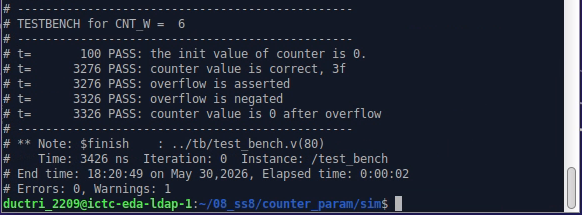 # -----------------------------------------------
# TESTBENCH for CNT_W =  6
# -----------------------------------------------
# t=       100 PASS: the init value of counter is 0.
# t=      3276 PASS: counter value is correct, 3f
# t=      3276 PASS: overflow is asserted
# t=      3326 PASS: overflow is negated
# t=      3326 PASS: counter value is 0 after overflow
# -----------------------------------------------
# ** Note: $finish    : ../tb/test_bench.v(80)
#    Time: 3426 ns  Iteration: 0  Instance: /test_bench
# End time: 18:20:49 on May 30,2026, Elapsed time: 0:00:02
# Errors: 0, Warnings: 1
ductri_2209@ictc-eda-ldap-1:~/08_ss8/counter_param/sim$